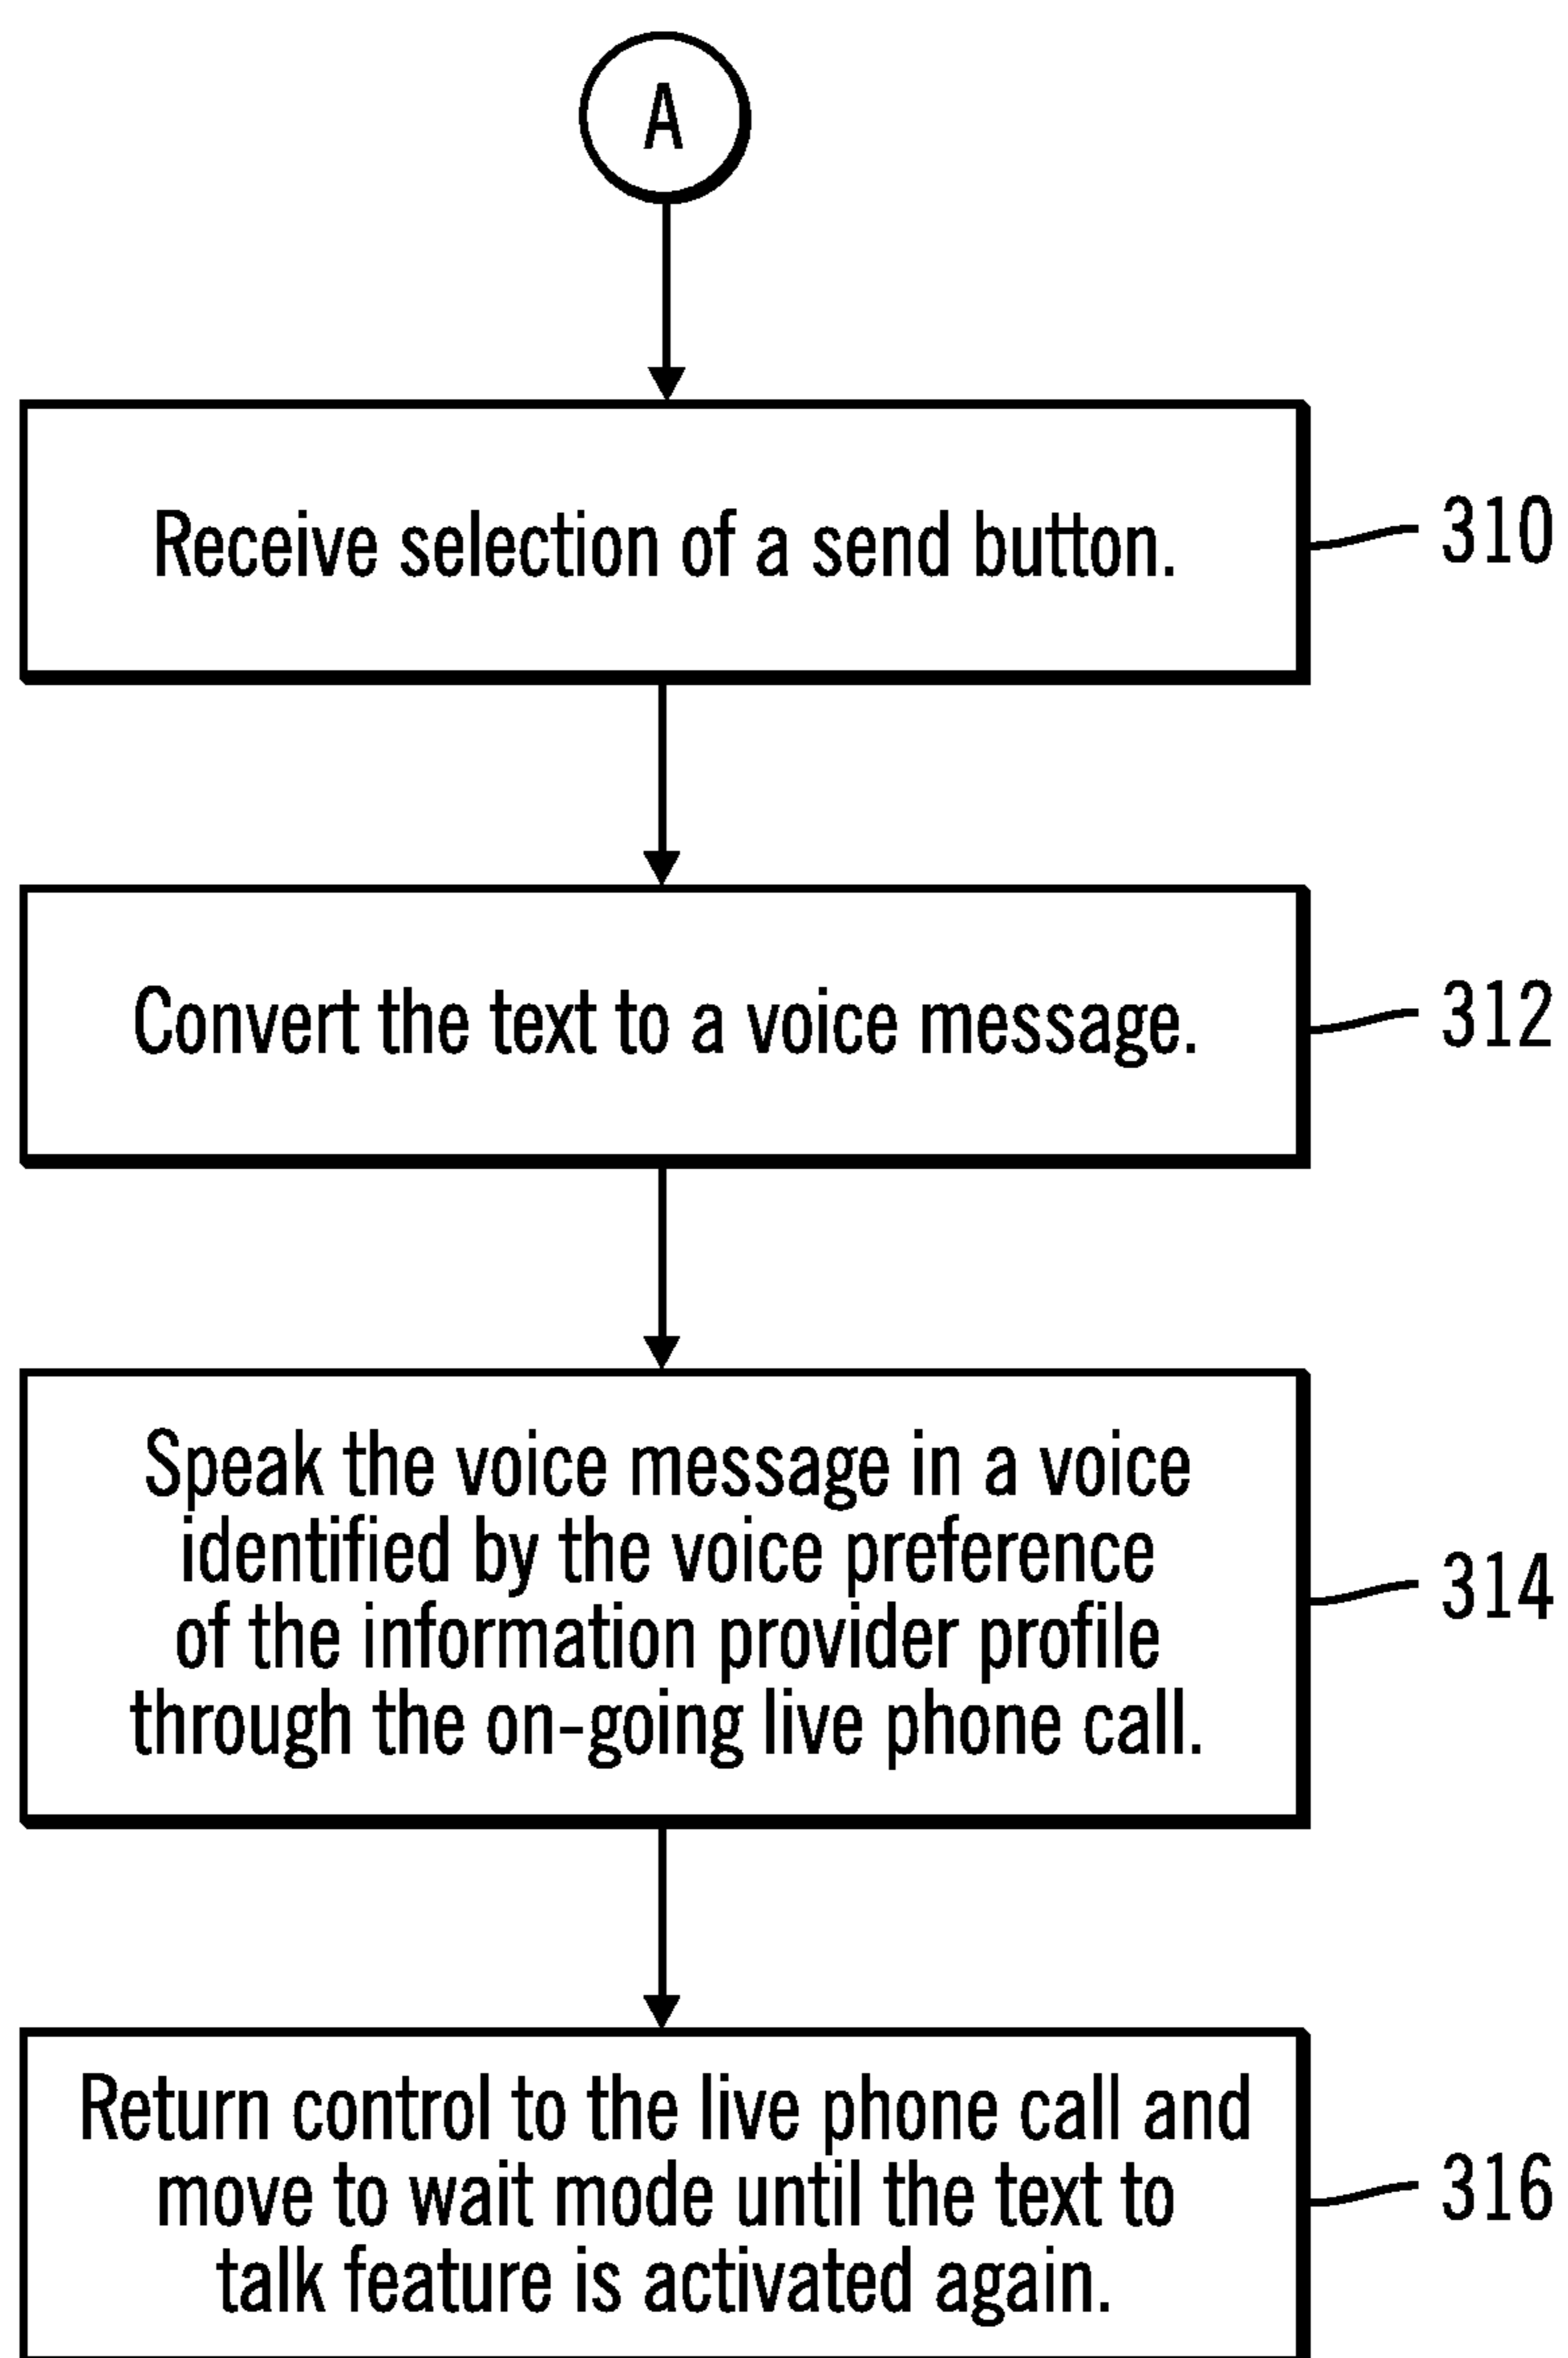 A
Receive selection of a send button.
310
Convert the text to a voice message.
312
Speak the voice message in a voice
identified by the voice preference
of the information provider profile
through the on-going live phone call.
314
Return control to the live phone call and
move to wait mode until the text to
talk feature is activated again.
316